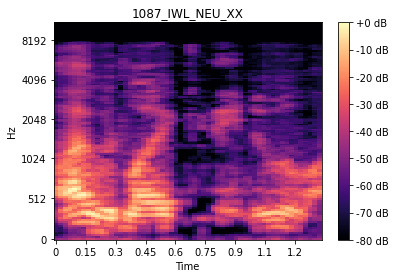 1087_IWL_NEU_XX
+0 dB
8192
-10 dB
4096
-20 dB
-30 dB
2048
Hz
-40 dB
1024
-50 dB
512
-60 dB
-70 dB
0
-80 dB
0 0.15 0.3 0.45 0.6 0.75 0.9 1.1 1.2
Time